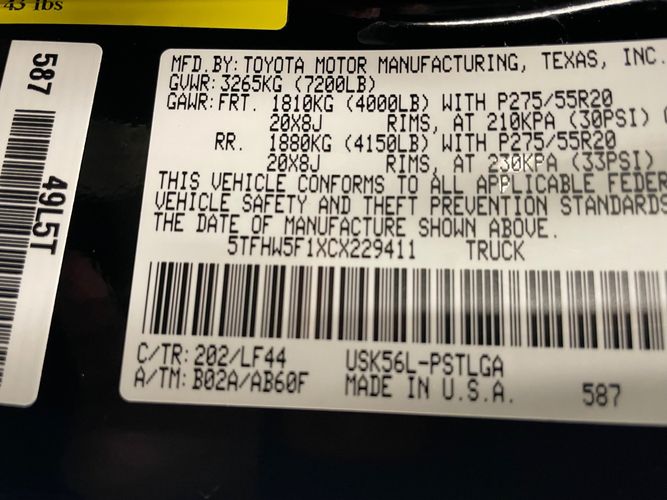 43 lbs
587 49L5T
MFD. BY: TOYOTA MOTOR MANUFACTURING, TEXAS, INC.
GVWR: 3265KG (7200LB)
GAWR: FRT. 1810KG (4000LB) WITH P275/55R20
20X8J RIMS, AT 210KPA (30PSI)
RR. 1880KG (4150LB) WITH P275/55R20
20X8J RIMS, AT 230KPA (33PSI)
THIS VEHICLE CONFORMS TO ALL APPLICABLE FEDER
VEHICLE SAFETY AND THEFT PREVENTION STANDARDS
THE DATE OF MANUFACTURE SHOWN ABOVE.
5TFHW5F1XCX229411 TRUCK
C/TR: 202/LF44 USK56L-PSTLGA
A/TM: B02A/AB60F MADE IN U.S.A. 587